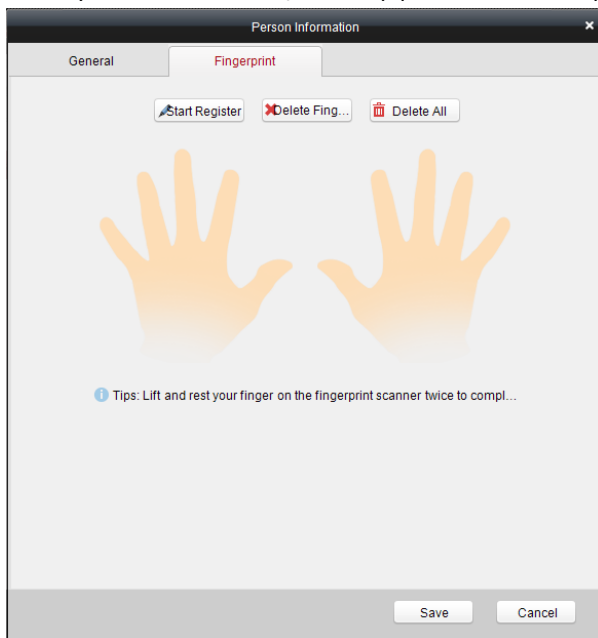 Person Information
General
Fingerprint
Start Register
Delete Fing...
Delete All
Tips: Lift and rest your finger on the fingerprint scanner twice to compl...
Save
Cancel